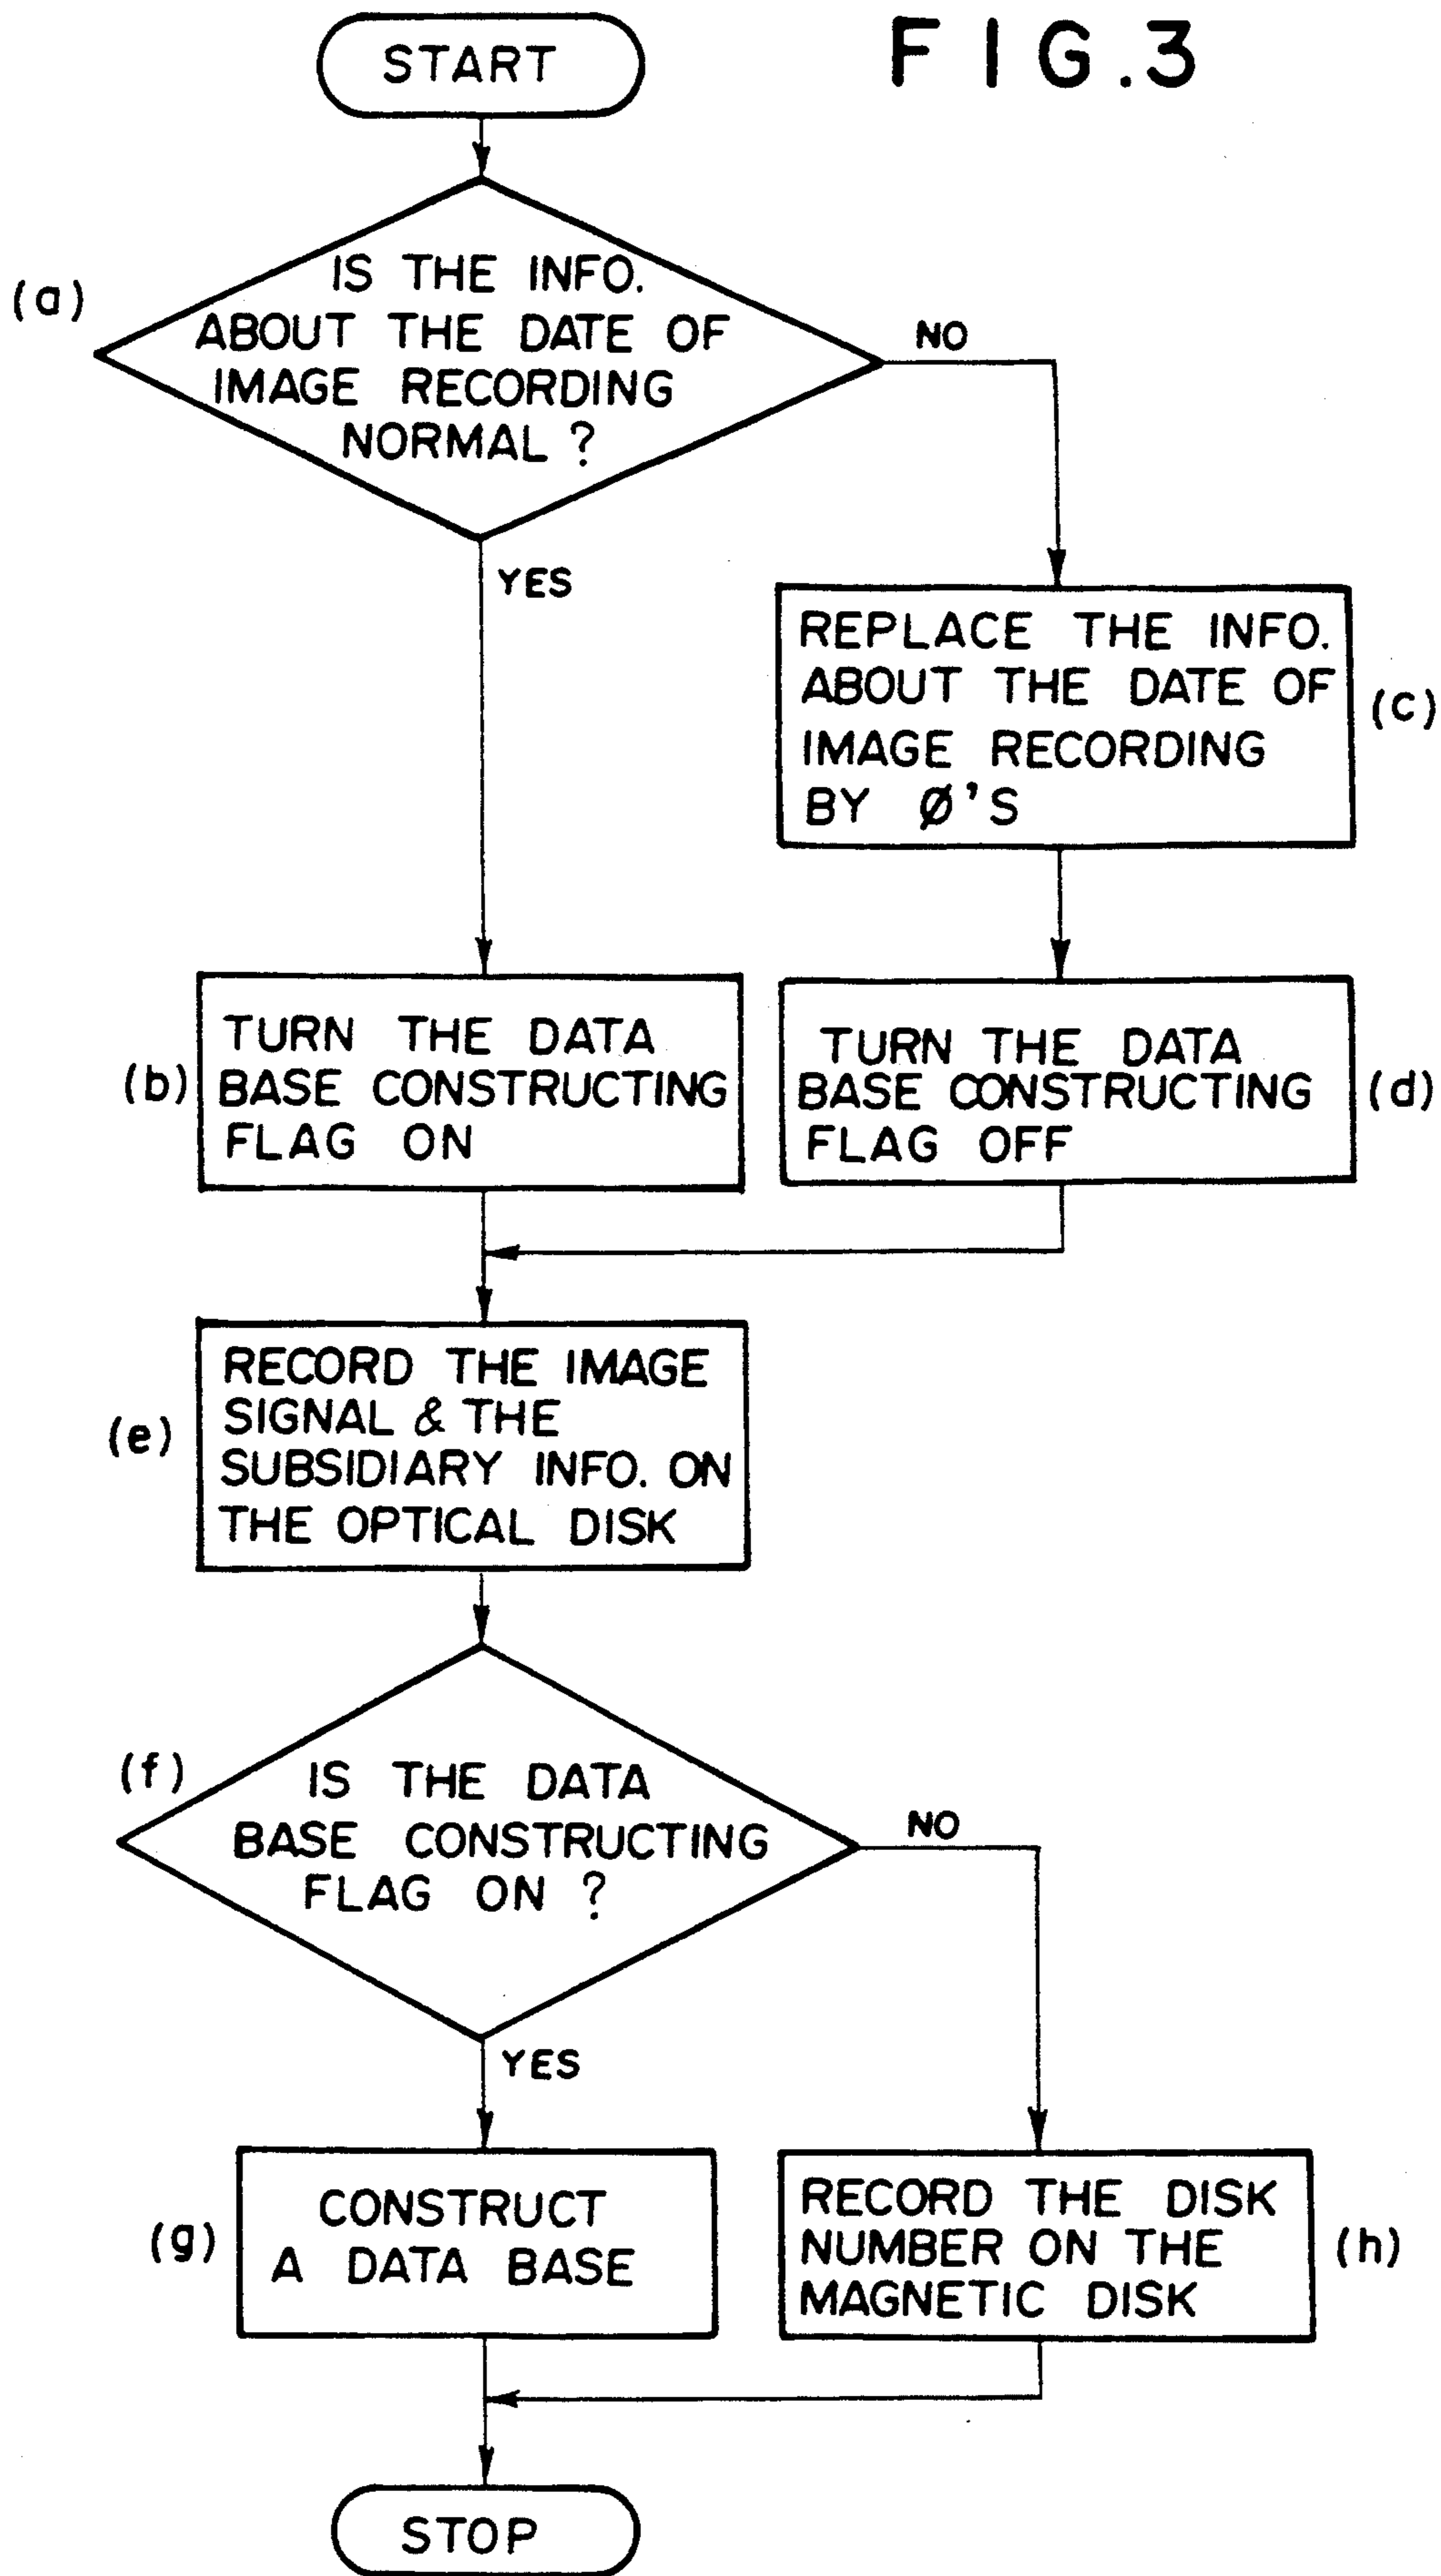 START
FIG.3
(a)
IS THE INFO.
ABOUT THE DATE OF
IMAGE RECORDING
NORMAL ?
NO
YES
REPLACE THE INFO.
ABOUT THE DATE OF
IMAGE RECORDING
BY Ø'S
(c)
(b)
TURN THE DATA
BASE CONSTRUCTING
FLAG ON
TURN THE DATA
BASE CONSTRUCTING
FLAG OFF
(d)
(e)
RECORD THE IMAGE
SIGNAL & THE
SUBSIDIARY INFO. ON
THE OPTICAL DISK
(f)
IS THE DATA
BASE CONSTRUCTING
FLAG ON ?
NO
YES
(g)
CONSTRUCT
A DATA BASE
RECORD THE DISK
NUMBER ON THE
MAGNETIC DISK
(h)
STOP